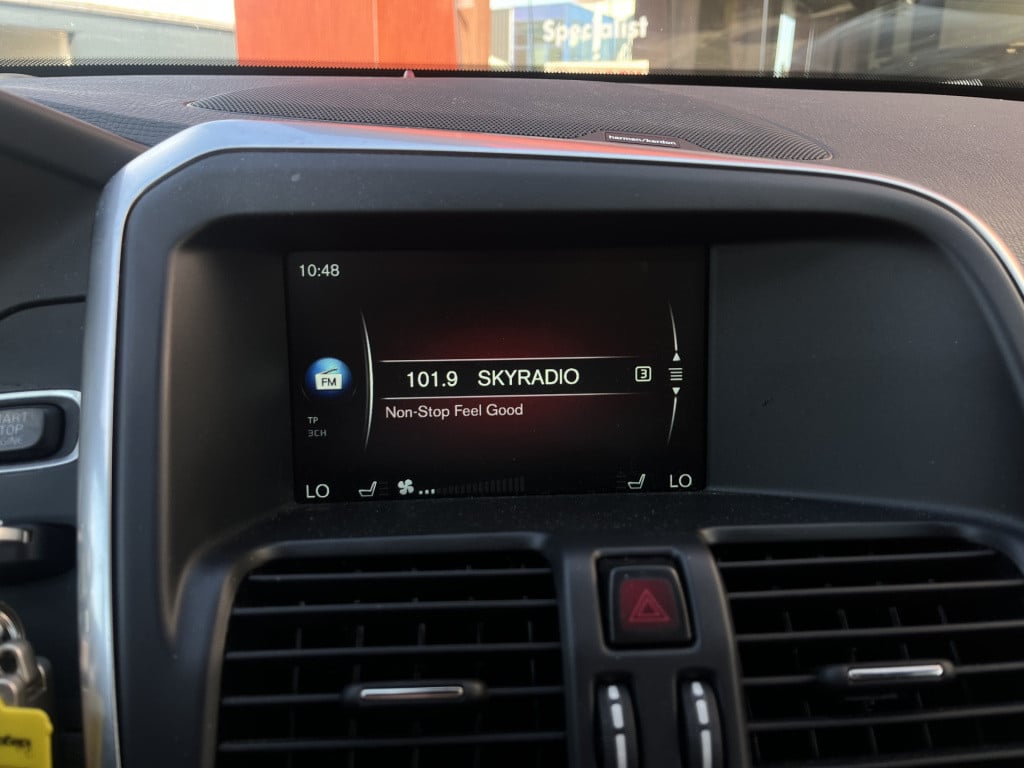 Specialist
harman/kardon
10:48
FM
101.9 SKYRADIO 3
Non-Stop Feel Good
TP
3CH
LO LO
START
STOP
ENGINE